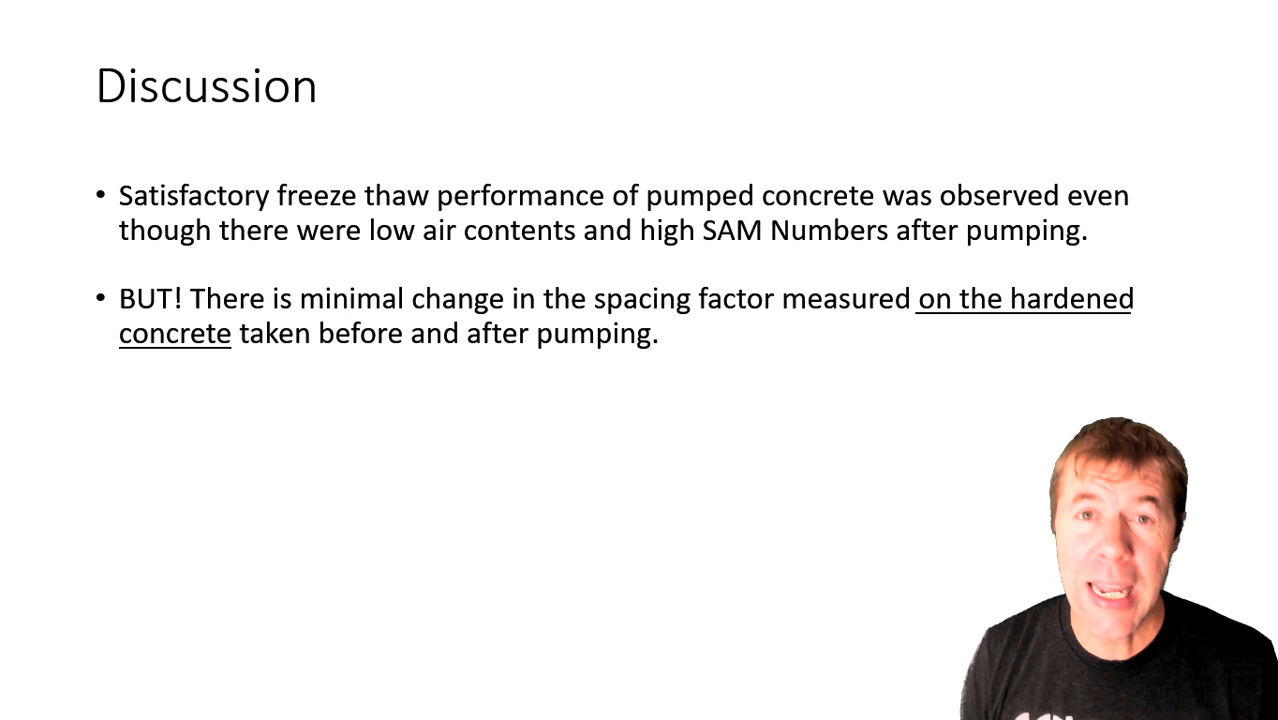 Discussion
• Satisfactory freeze thaw performance of pumped concrete was observed even
though there were low air contents and high SAM Numbers after pumping.
• BUT! There is minimal change in the spacing factor measured on the hardened
concrete taken before and after pumping.